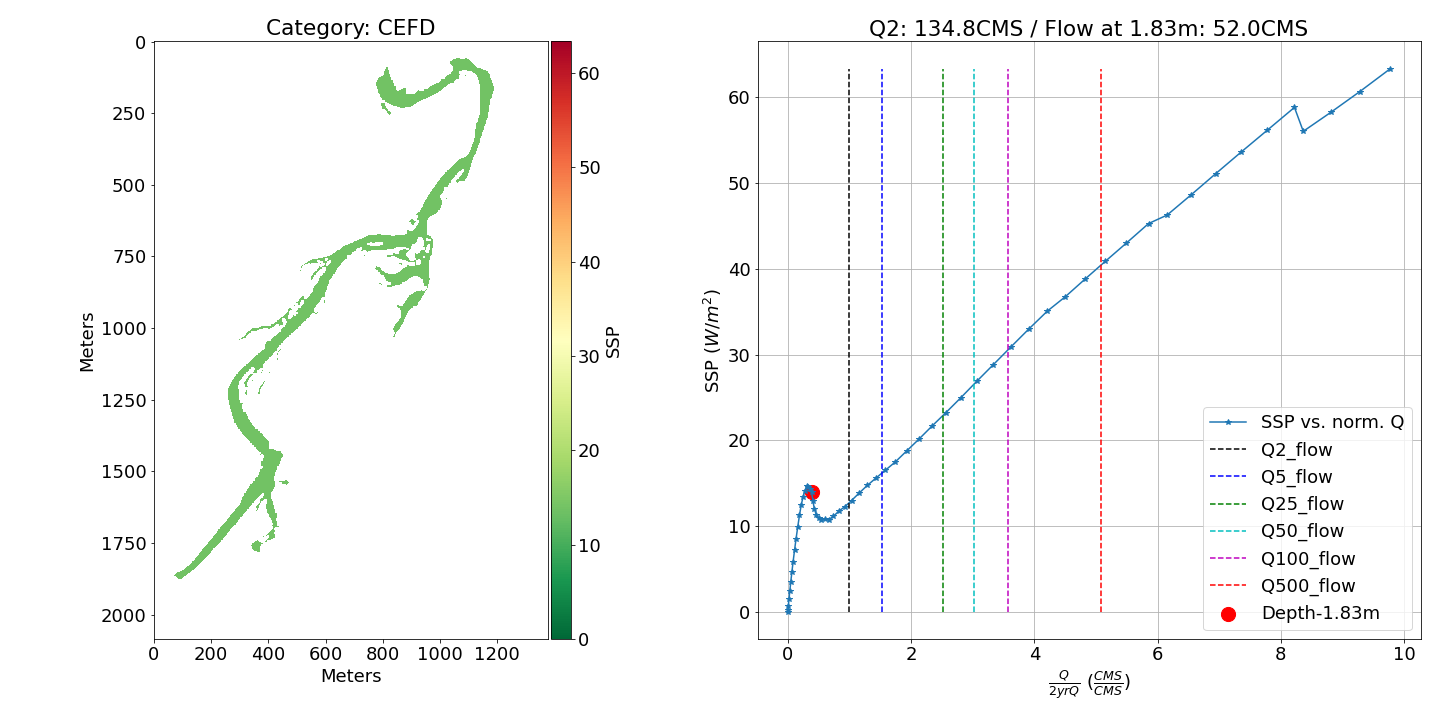 Category: CEFD
0
250
500
750
1000
1250
1500
1750
2000
Meters
0
200
400
600
800
1000
1200
Meters
60
50
40
30
20
10
0
SSP
Q2: 134.8CMS / Flow at 1.83m: 52.0CMS
60
50
40
30
20
10
0
SSP (W/m²)
0
2
4
6
8
10
Q/2yrQ (CMS/CMS)
SSP vs. norm. Q
Q2_flow
Q5_flow
Q25_flow
Q50_flow
Q100_flow
Q500_flow
Depth-1.83m